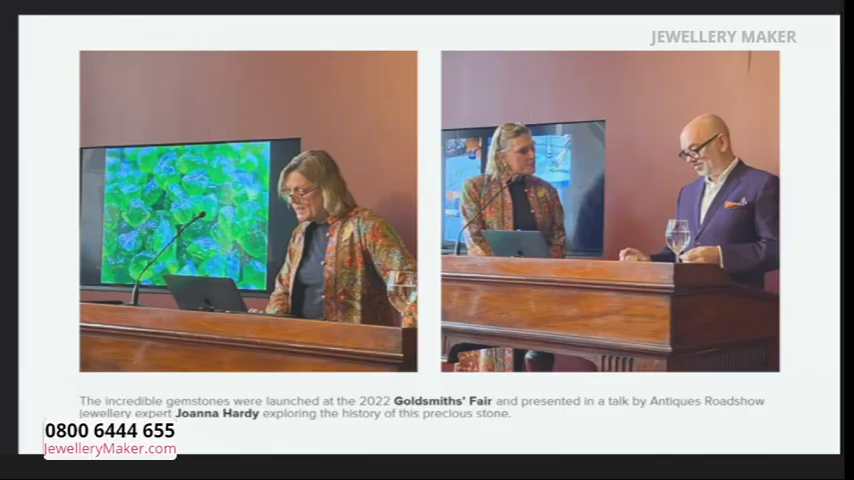 JEWELLERY MAKER
The incredible gemstones were launched at the 2022 Goldsmiths' Fair and presented in a talk by Antiques Roadshow
jewellery expert Joanna Hardy exploring the history of this precious stone.
0800 6444 655
JewelleryMaker.com